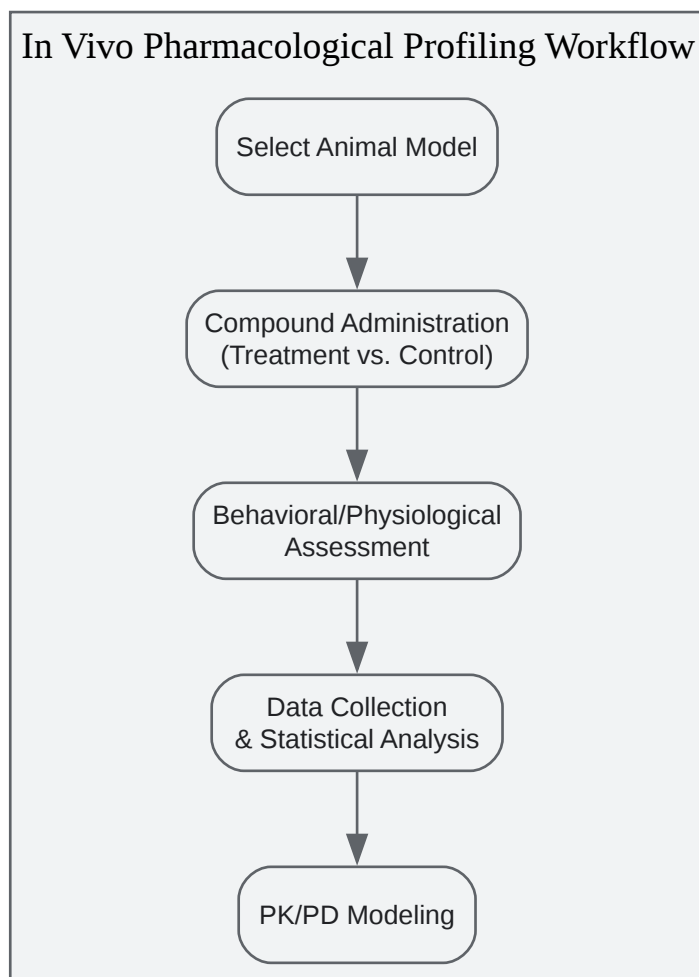 In Vivo Pharmacological Profiling Workflow
Select Animal Model
Compound Administration
(Treatment vs. Control)
Behavioral/Physiological
Assessment
Data Collection
& Statistical Analysis
PK/PD Modeling